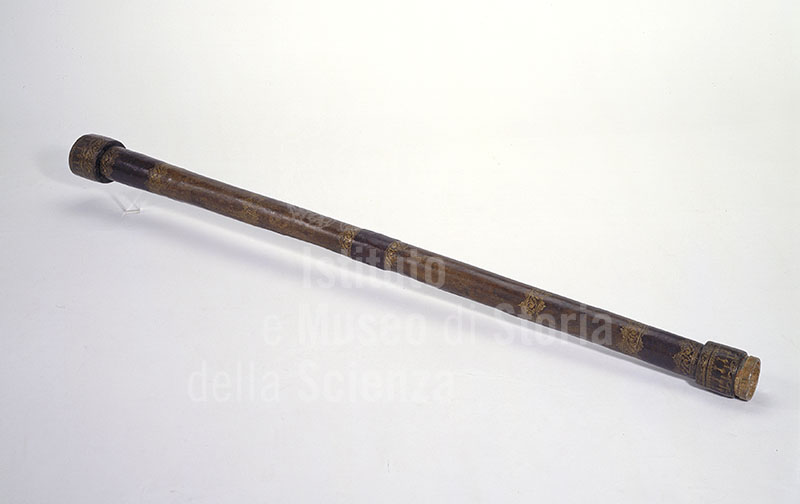 Istituto
e Museo di Storia
della Scienza